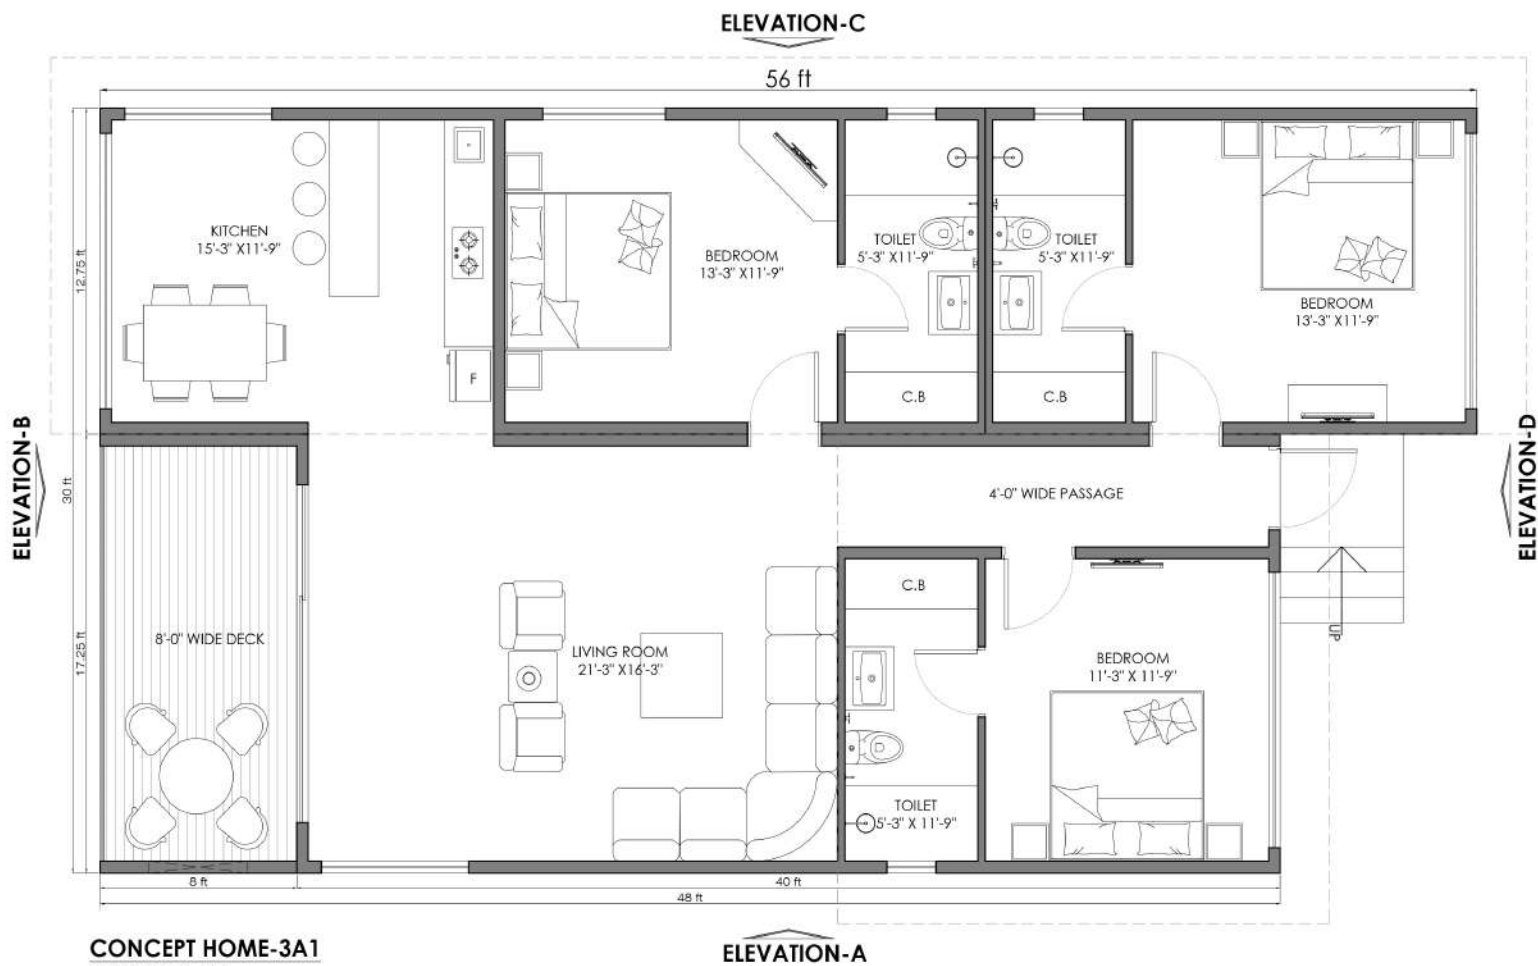 ELEVATION-C
56 ft
KITCHEN
15'-3" X11'-9"
BEDROOM
13'-3" X11'-9"
TOILET
5'-3" X11'-9"
TOILET
5'-3" X11'-9"
BEDROOM
13'-3" X11'-9"
12.75 ft
F
C.B
C.B
ELEVATION-B
30 ft
4'-0" WIDE PASSAGE
ELEVATION-D
C.B
UP
17.25 ft
8'-0" WIDE DECK
LIVING ROOM
21'-3" X16'-3"
BEDROOM
11'-3" X 11'-9"
TOILET
5'-3" X 11'-9"
8 ft
40 ft
48 ft
CONCEPT HOME-3A1
ELEVATION-A